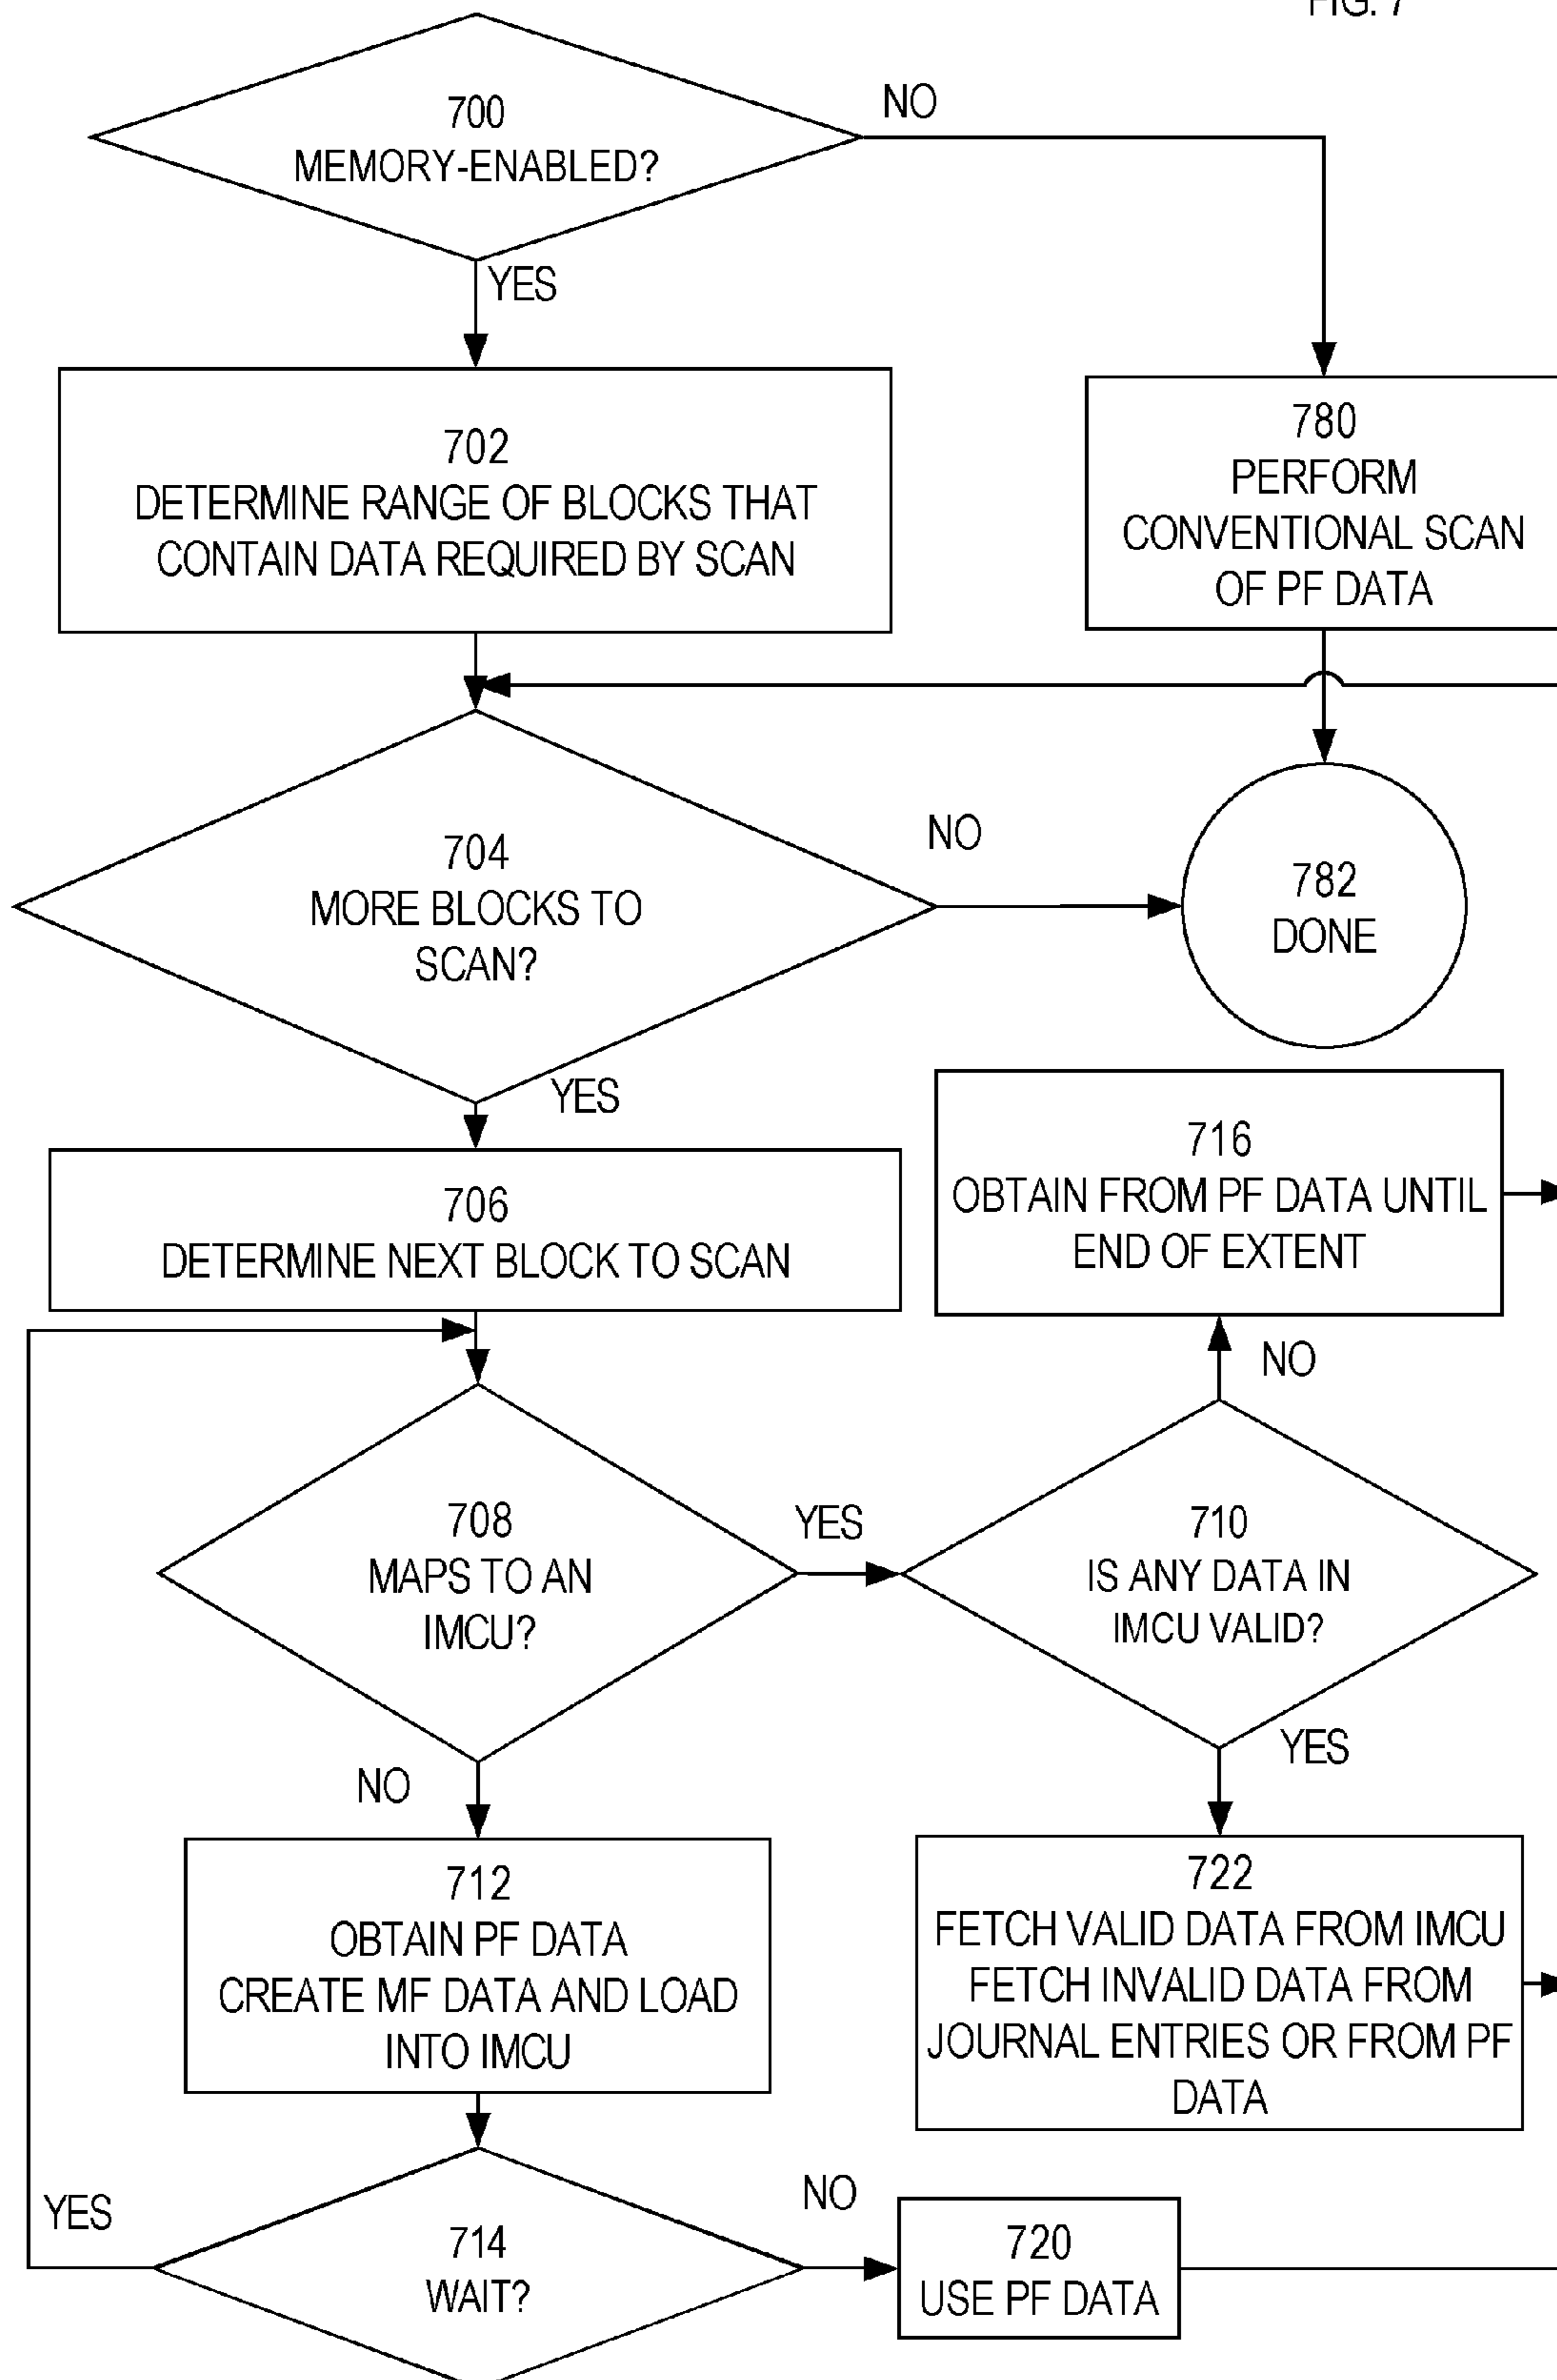 FIG. 7
700
MEMORY-ENABLED?
NO
YES
702
DETERMINE RANGE OF BLOCKS THAT
CONTAIN DATA REQUIRED BY SCAN
780
PERFORM
CONVENTIONAL SCAN
OF PF DATA
704
MORE BLOCKS TO
SCAN?
NO
782
DONE
YES
706
DETERMINE NEXT BLOCK TO SCAN
716
OBTAIN FROM PF DATA UNTIL
END OF EXTENT
NO
708
MAPS TO AN
IMCU?
YES
710
IS ANY DATA IN
IMCU VALID?
NO
YES
712
OBTAIN PF DATA
CREATE MF DATA AND LOAD
INTO IMCU
722
FETCH VALID DATA FROM IMCU
FETCH INVALID DATA FROM
JOURNAL ENTRIES OR FROM PF
DATA
YES
714
WAIT?
NO
720
USE PF DATA